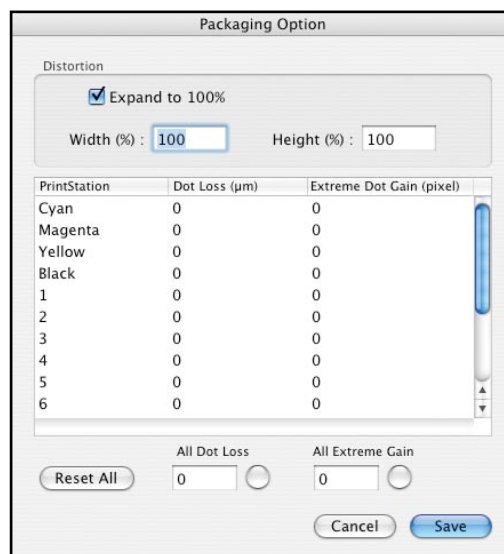 Packaging Option
Distortion
Expand to 100%
Width (%) : 100 Height (%) : 100
PrintStation Dot Loss (µm) Extreme Dot Gain (pixel)
Cyan 0 0
Magenta 0 0
Yellow 0 0
Black 0 0
1 0 0
2 0 0
3 0 0
4 0 0
5 0 0
6 0 0
All Dot Loss All Extreme Gain
Reset All 0 0
Cancel Save